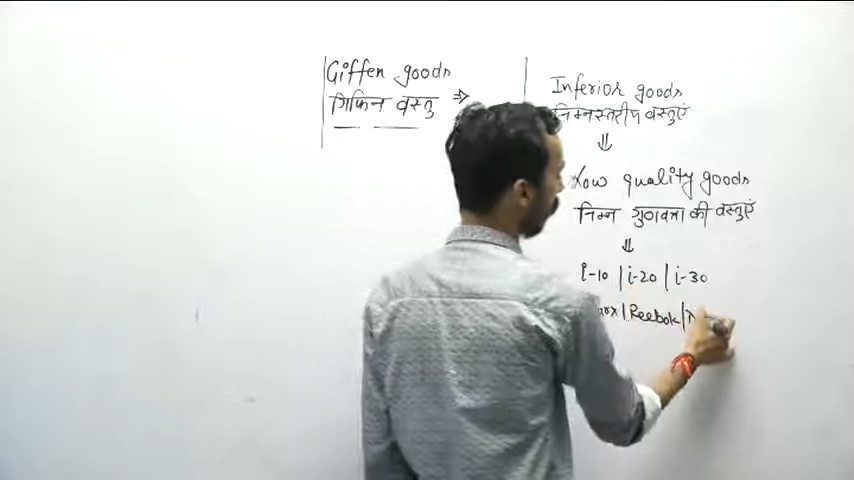 Giffen goods
गिफिन वस्तु ⇒
Inferior goods
निम्नस्तरीय वस्तुएं
⇓
Low quality goods
निम्न गुणवत्ता की वस्तुएं
⇓
i-10 | i-20 | i-30
| Reebok |